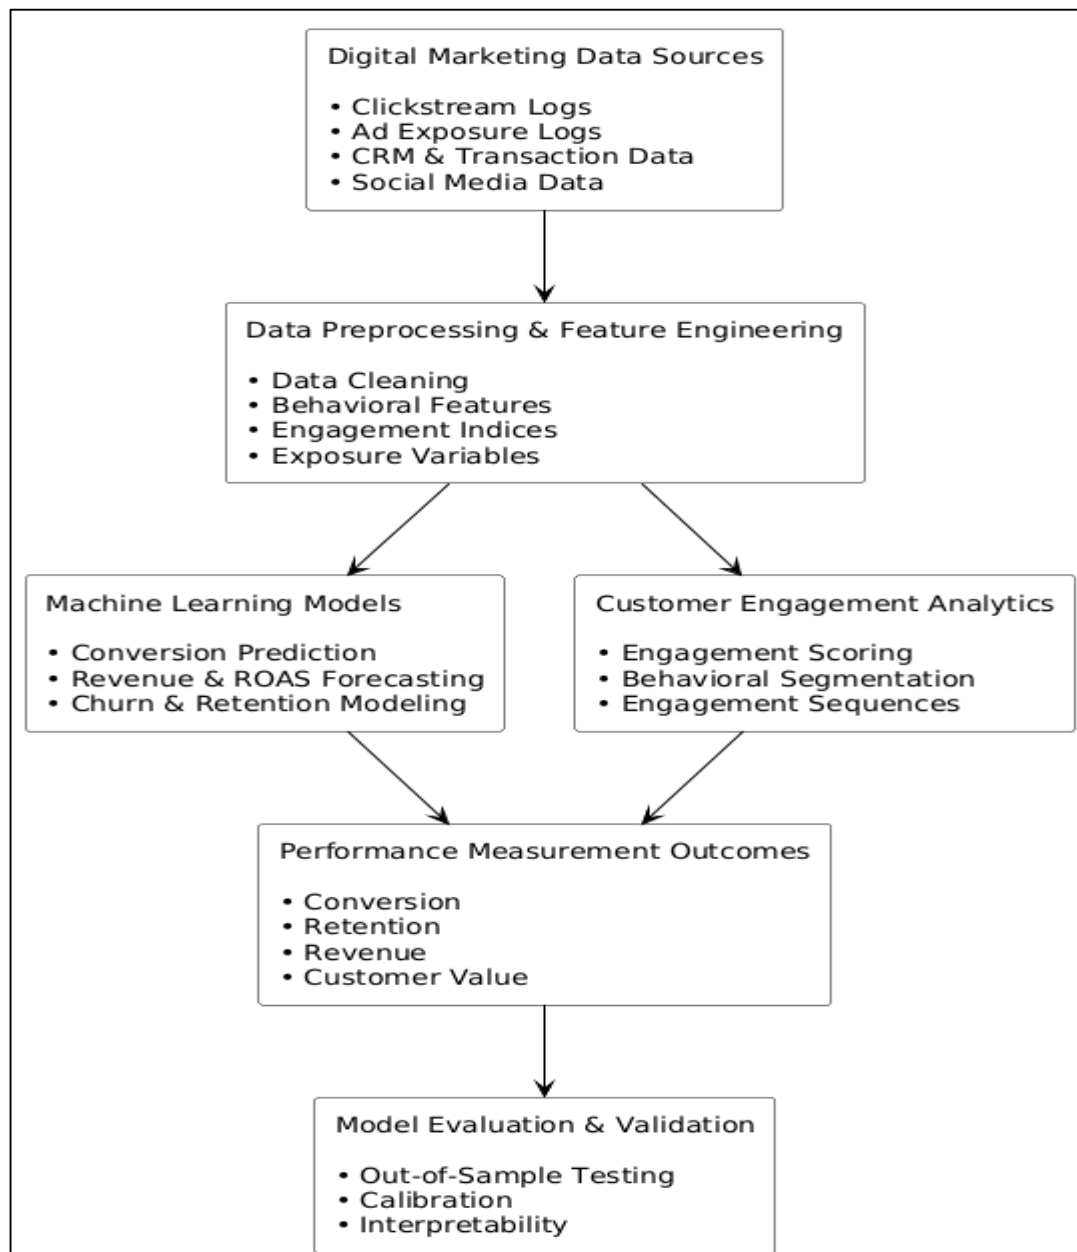 Digital Marketing Data Sources
• Clickstream Logs
• Ad Exposure Logs
• CRM & Transaction Data
• Social Media Data
Data Preprocessing & Feature Engineering
• Data Cleaning
• Behavioral Features
• Engagement Indices
• Exposure Variables
Machine Learning Models
• Conversion Prediction
• Revenue & ROAS Forecasting
• Churn & Retention Modeling
Customer Engagement Analytics
• Engagement Scoring
• Behavioral Segmentation
• Engagement Sequences
Performance Measurement Outcomes
• Conversion
• Retention
• Revenue
• Customer Value
Model Evaluation & Validation
• Out-of-Sample Testing
• Calibration
• Interpretability